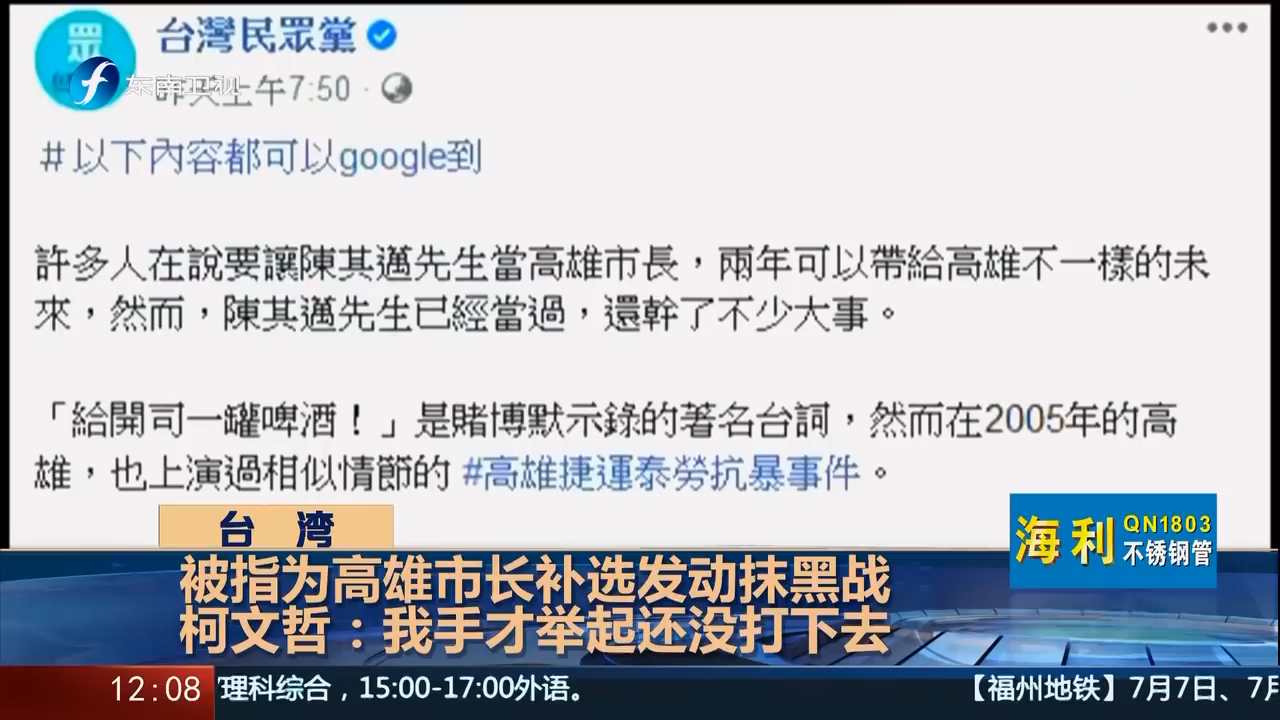 台灣民眾黨
眾
东南卫视
昨天上午7:50
#以下內容都可以google到
許多人在說要讓陳其邁先生當高雄市長，兩年可以帶給高雄不一樣的未
來，然而，陳其邁先生已經當過，還幹了不少大事。
「給開司一罐啤酒！」是賭博默示錄的著名台詞，然而在2005年的高
雄，也上演過相似情節的 #高雄捷運泰勞抗暴事件。
台 湾
海利
QN1803
不锈钢管
被指为高雄市长补选发动抹黑战
柯文哲：我手才举起还没打下去
12:08
理科综合，15:00-17:00外语。
【福州地铁】7月7日、7月